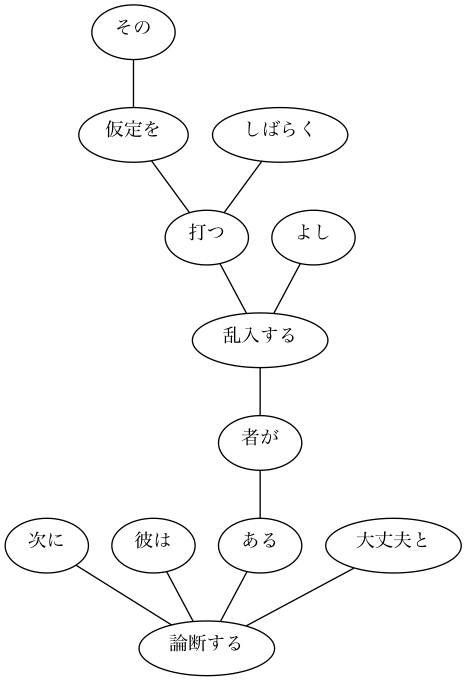 その
仮定を
しばらく
打つ
よし
乱入する
者が
次に
彼は
ある
大丈夫と
論断する